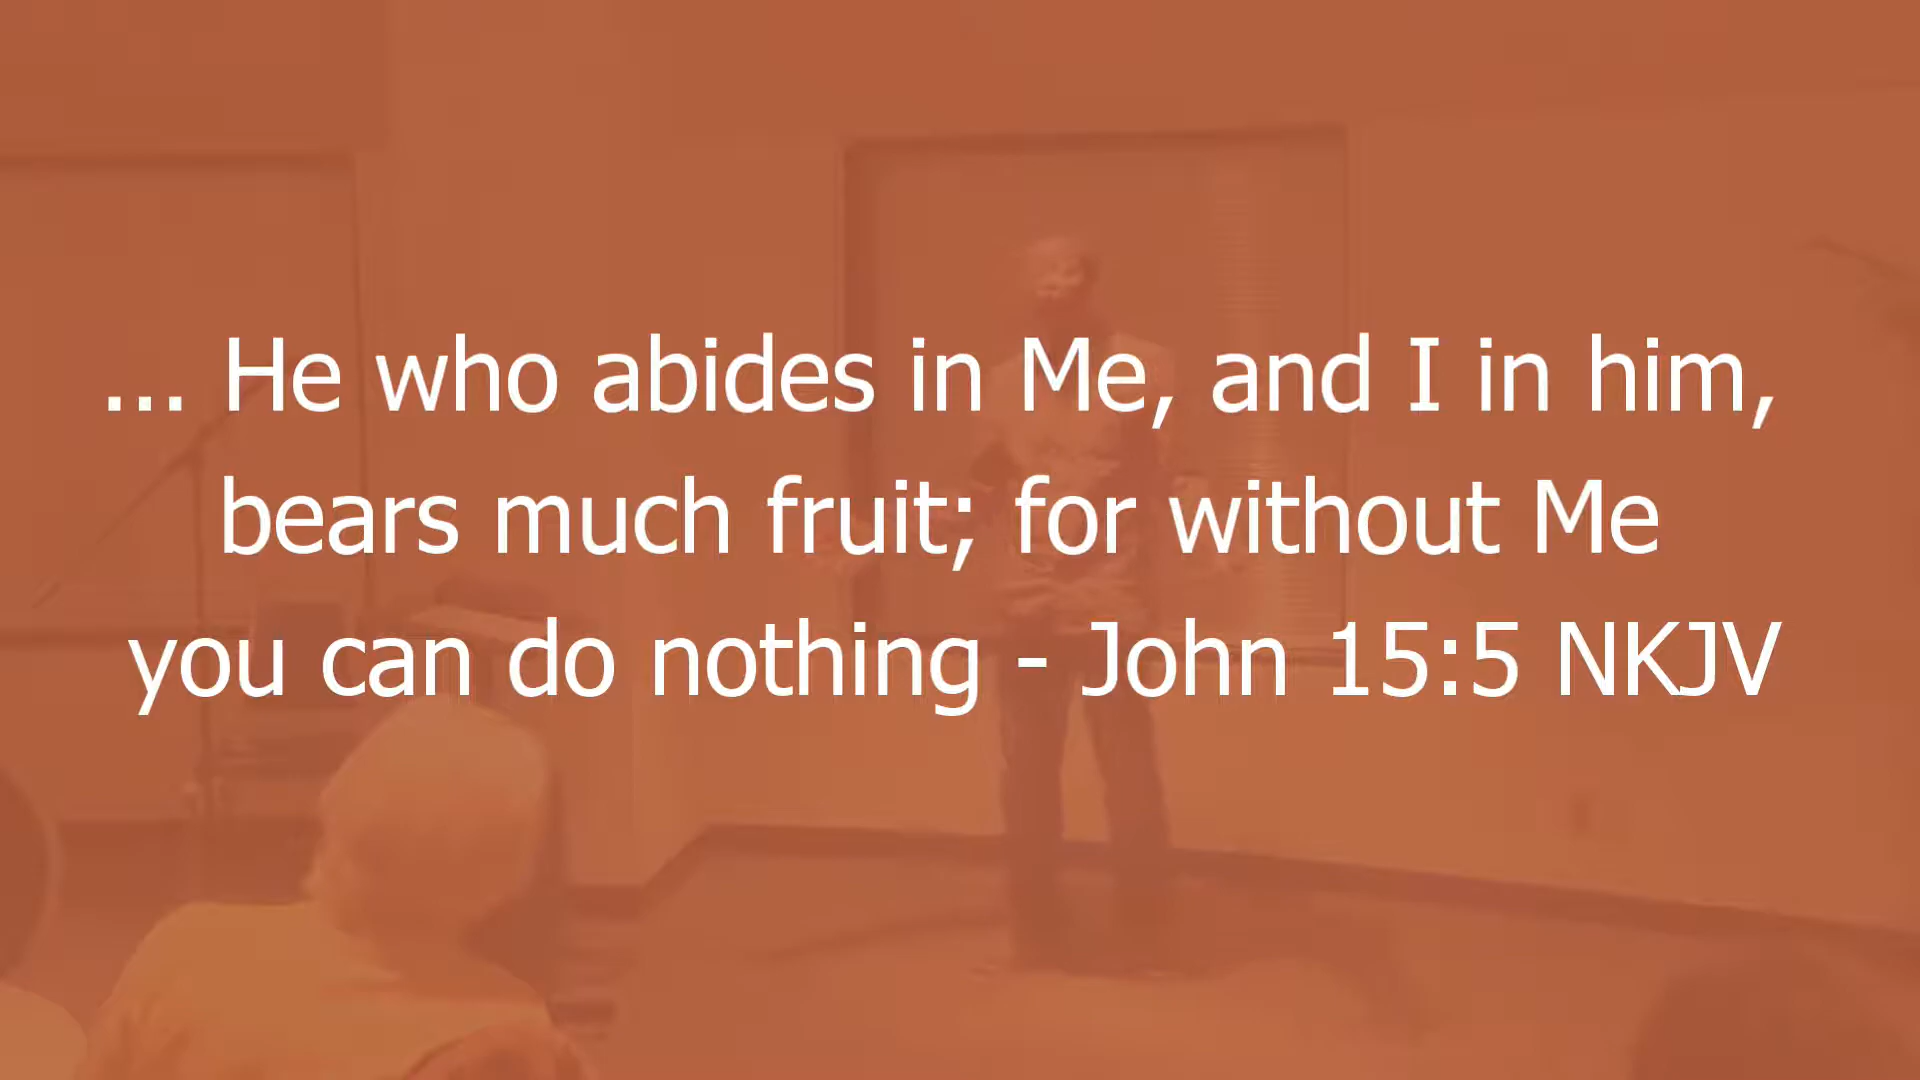 ... He who abides in Me, and I in him,
bears much fruit; for without Me
you can do nothing - John 15:5 NKJV